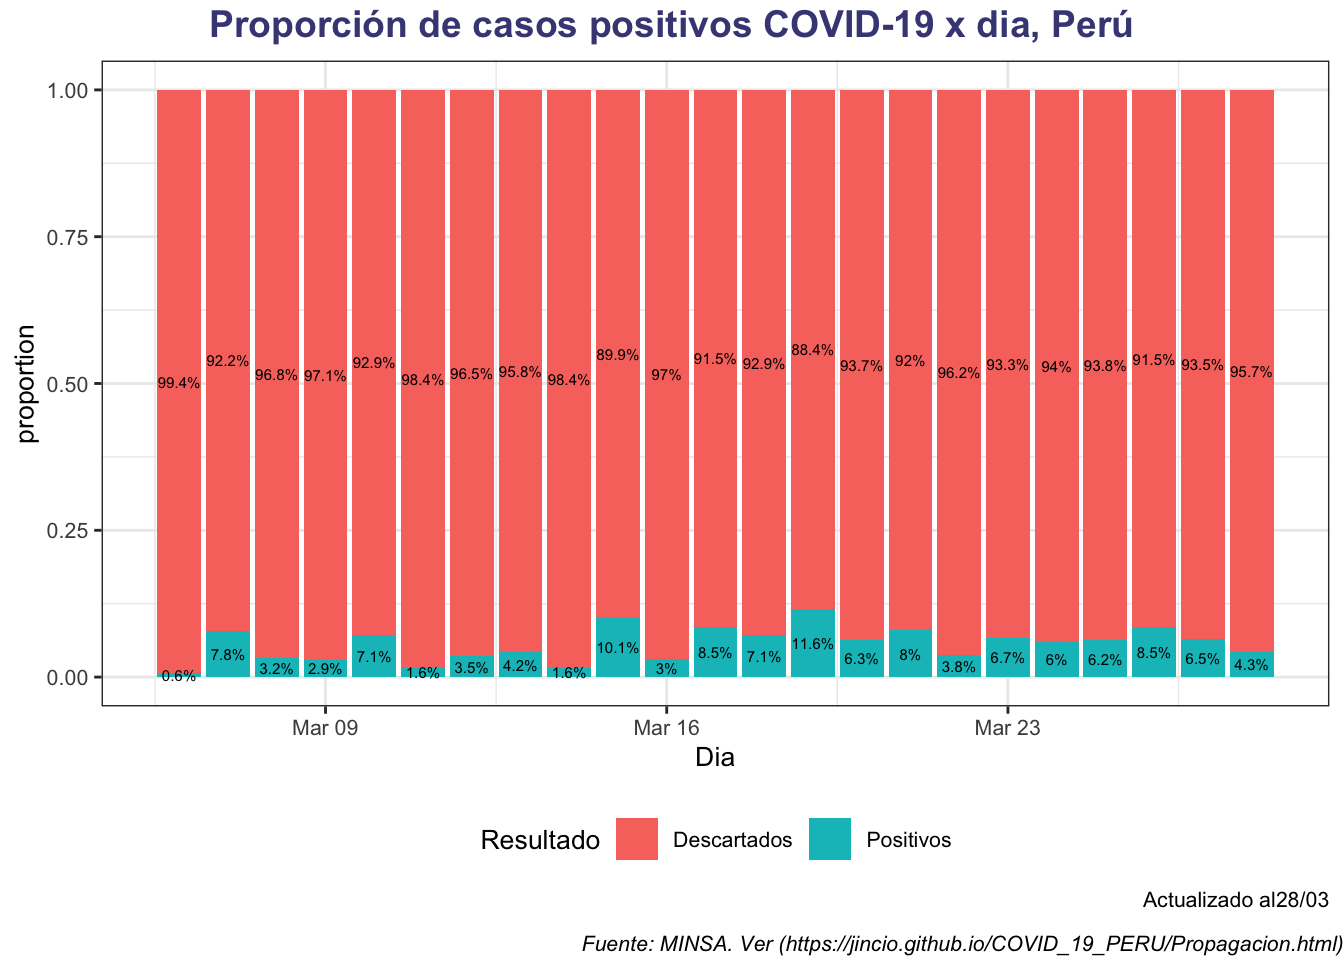 Proporción de casos positivos COVID-19 x dia, Perú
1.00
0.75
0.50
0.25
0.00
proportion
99.4% 92.2% 96.8% 97.1% 92.9% 98.4% 96.5% 95.8% 98.4% 89.9% 97% 91.5% 92.9% 88.4% 93.7% 92% 96.2% 93.3% 94% 93.8% 91.5% 93.5% 95.7%
0.6% 7.8% 3.2% 2.9% 7.1% 1.6% 3.5% 4.2% 1.6% 10.1% 3% 8.5% 7.1% 11.6% 6.3% 8% 3.8% 6.7% 6% 6.2% 8.5% 6.5% 4.3%
Mar 09 Mar 16 Mar 23
Dia
Resultado Descartados Positivos
Actualizado al28/03
Fuente: MINSA. Ver (https://jincio.github.io/COVID_19_PERU/Propagacion.html)